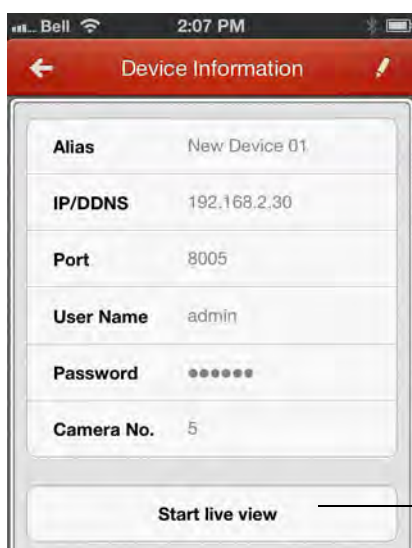 Bell 2:07 PM
Device Information
Alias New Device 01
IP/DDNS 192.168.2.30
Port 8005
User Name admin
Password ●●●●●●
Camera No. 5
Start live view